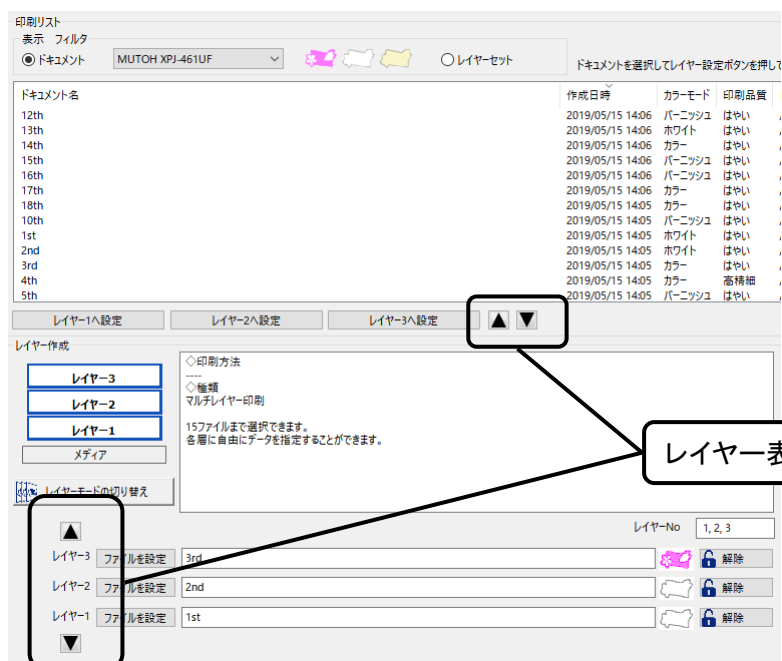 印刷リスト
表示 フィルタ
ドキュメント MUTOH XPJ-461UF レイヤーセット
ドキュメントを選択してレイヤー設定ボタンを押して
ドキュメント名 作成日時 カラーモード 印刷品質
12th 2019/05/15 14:06 バーニッシュ はやい
13th 2019/05/15 14:06 ホワイト はやい
14th 2019/05/15 14:06 カラー はやい
15th 2019/05/15 14:06 バーニッシュ はやい
16th 2019/05/15 14:06 バーニッシュ はやい
17th 2019/05/15 14:06 カラー はやい
18th 2019/05/15 14:05 カラー はやい
10th 2019/05/15 14:05 バーニッシュ はやい
1st 2019/05/15 14:05 ホワイト はやい
2nd 2019/05/15 14:05 ホワイト はやい
3rd 2019/05/15 14:05 カラー はやい
4th 2019/05/15 14:05 カラー 高精細
5th 2019/05/15 14:05 バーニッシュ はやい
レイヤー1へ設定 レイヤー2へ設定 レイヤー3へ設定 ▲ ▼
レイヤー作成
レイヤー3
レイヤー2
レイヤー1
メディア
◇印刷方法
----
◇種類
マルチレイヤー印刷
15ファイルまで選択できます。
各層に自由にデータを指定することができます。
レイヤー表
レイヤーモードの切り替え
レイヤーNo 1, 2, 3
▲
レイヤー3 ファイルを設定 3rd 解除
レイヤー2 ファイルを設定 2nd 解除
レイヤー1 ファイルを設定 1st 解除
▼